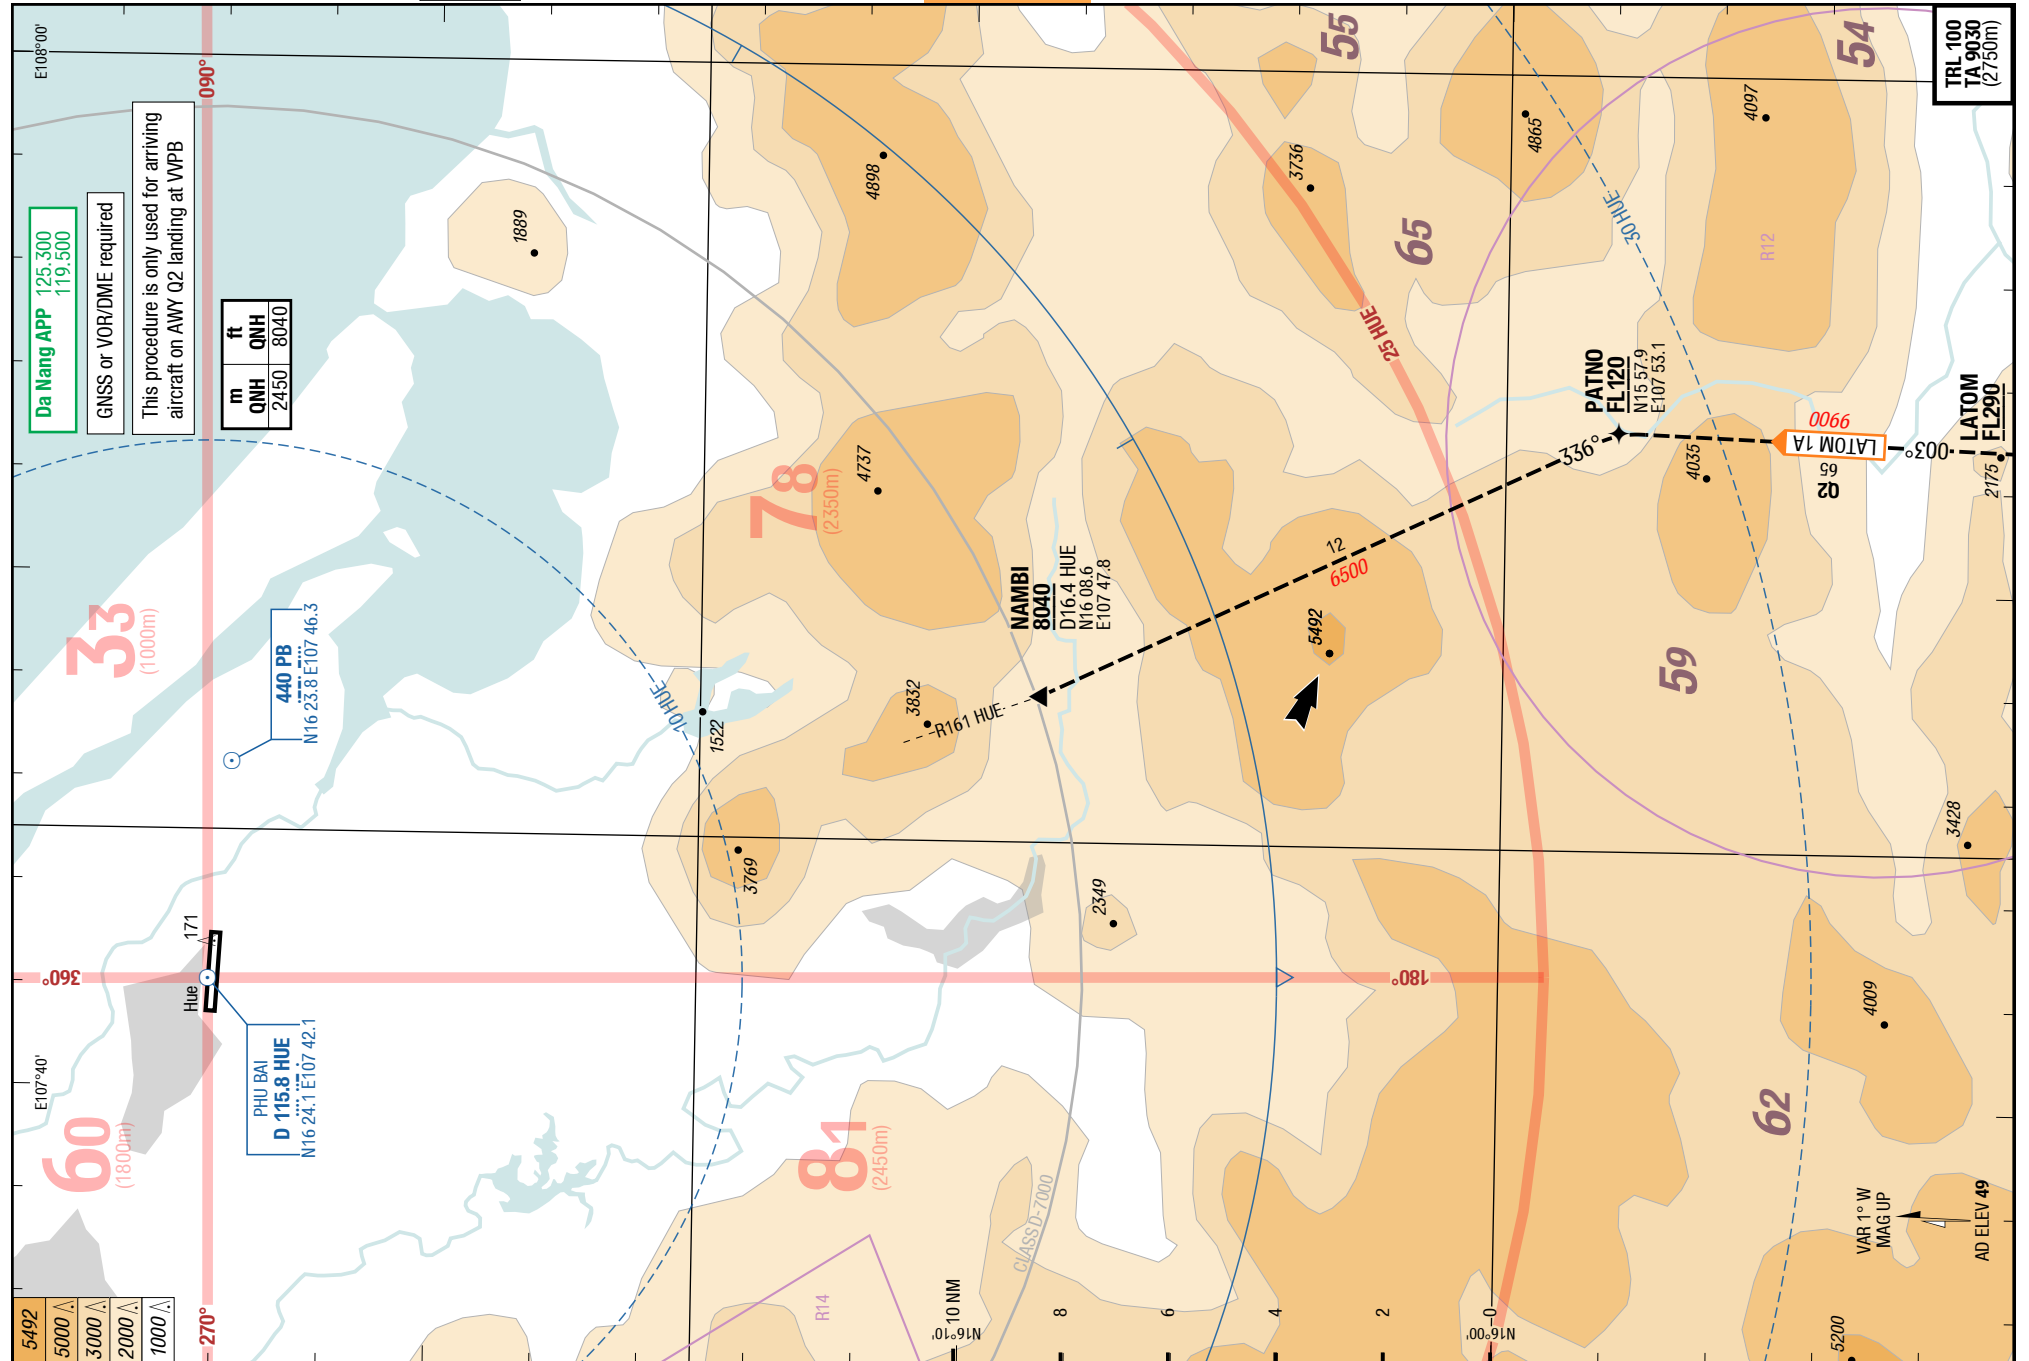 E108°00'
090°
Da Nang APP 125.300
119.500
GNSS or VOR/DME required
This procedure is only used for arriving
aircraft on AWY Q2 landing at VVPB
m ft
QNH QNH
2450 8040
1889
4898
3736
4865
4097
55
54
65
R12
TRL 100
TA 9030
(2750m)
30 HUE
25 HUE
PATNO
FL120
N15 57.9
E107 53.1
LATOM
FL290
003°
9900
LATOM 1A
65
Q2
2175
4035
336°
12
6500
5492
4737
78
(2350m)
NAMBI
8040
D16.4 HUE
N16 08.6
E107 47.8
R161 HUE
3832
33
(1000m)
440 PB
N16 23.8 E107 46.3
10 HUE
1522
3769
2349
59
3428
171
Hue
360°
180°
PHU BAI
D 115.8 HUE
N16 24.1 E107 42.1
E107°40'
60
(1800m)
81
(2450m)
CLASS D-7000
R14
62
4009
VAR 1° W
MAG UP
AD ELEV 49
5200
N16°10'
10 NM
8
6
4
2
0
N16°00'
270°
5492
5000
3000
2000
1000